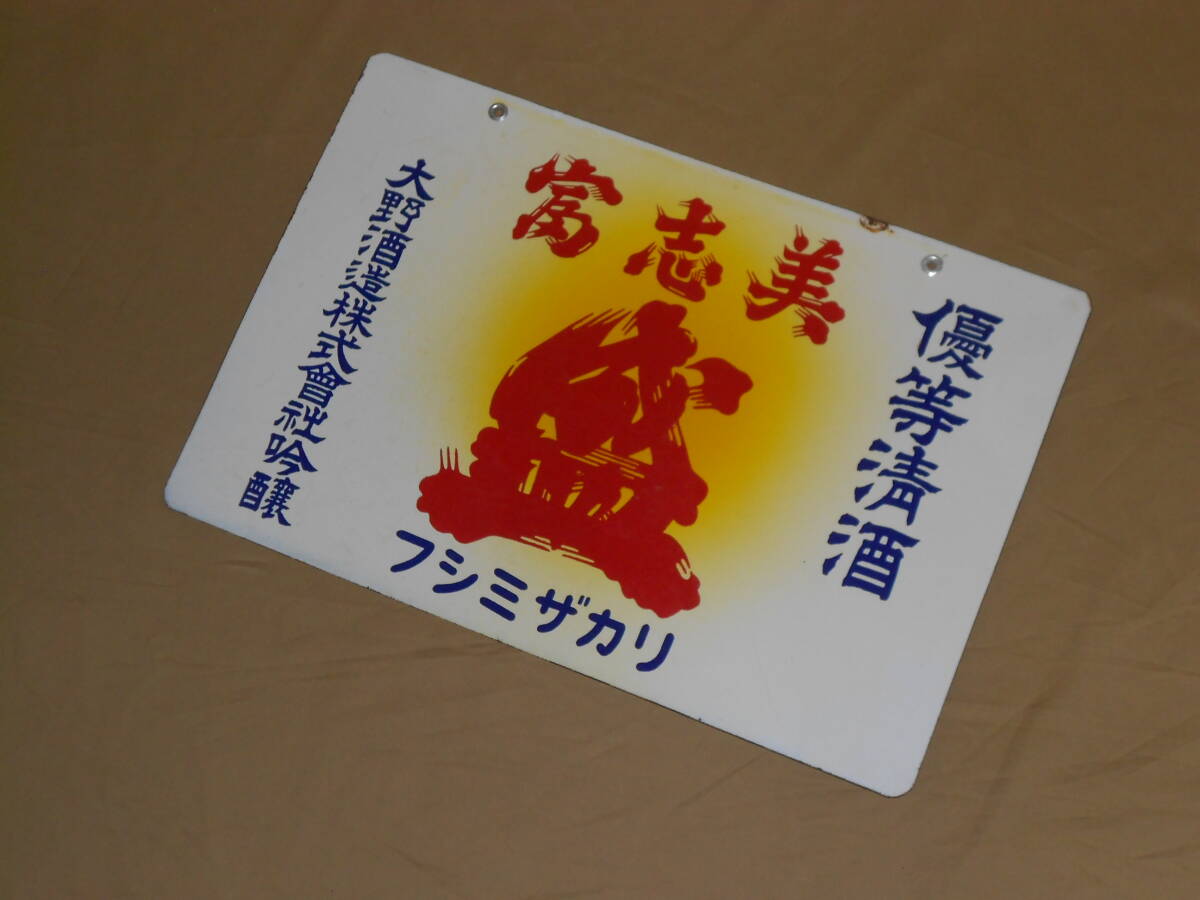 優等清酒
富志美
盛
フシミザカリ
大野酒造株式會社吟釀